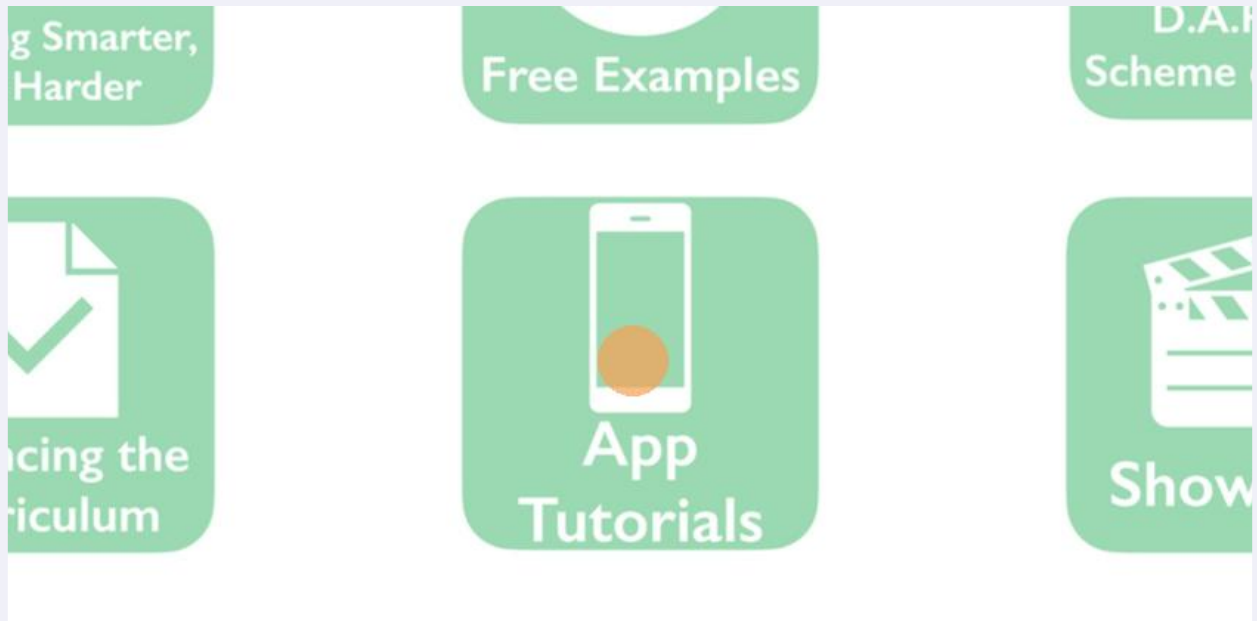 g Smarter,
Harder
Free Examples
D.A.
Scheme
cing the
riculum
App
Tutorials
Show